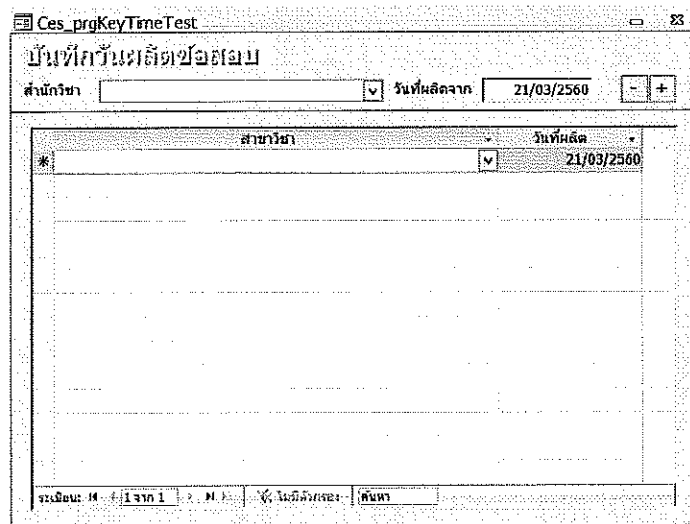 Ces_prgKeyTimeTest
บันทึกวันผลิตข้อสอบ
สำนักวิชา วันที่ผลิตจาก 21/03/2560 - +
สาขาวิชา วันที่ผลิต
* 21/03/2560
ระเบียน: 1 จาก 1 ไม่มีตัวกรอง ค้นหา